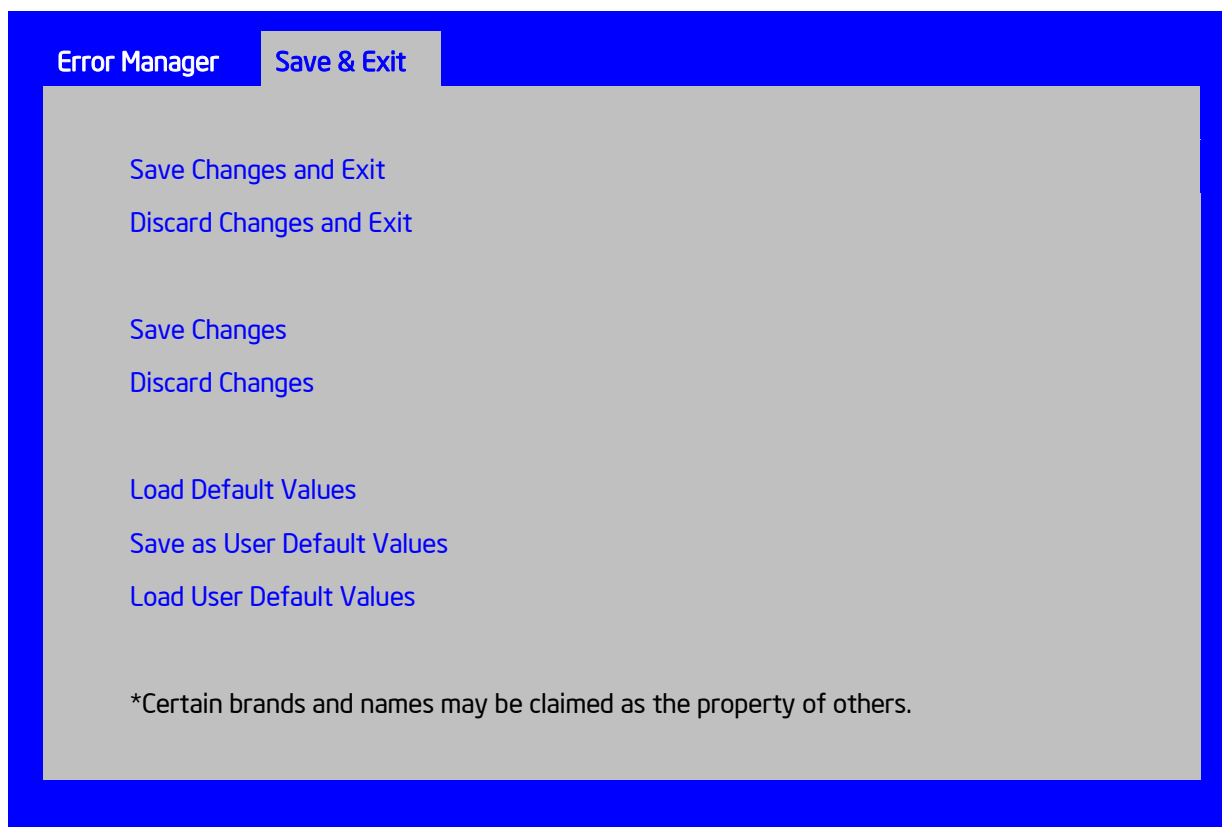 Error Manager Save & Exit
Save Changes and Exit
Discard Changes and Exit
Save Changes
Discard Changes
Load Default Values
Save as User Default Values
Load User Default Values
*Certain brands and names may be claimed as the property of others.